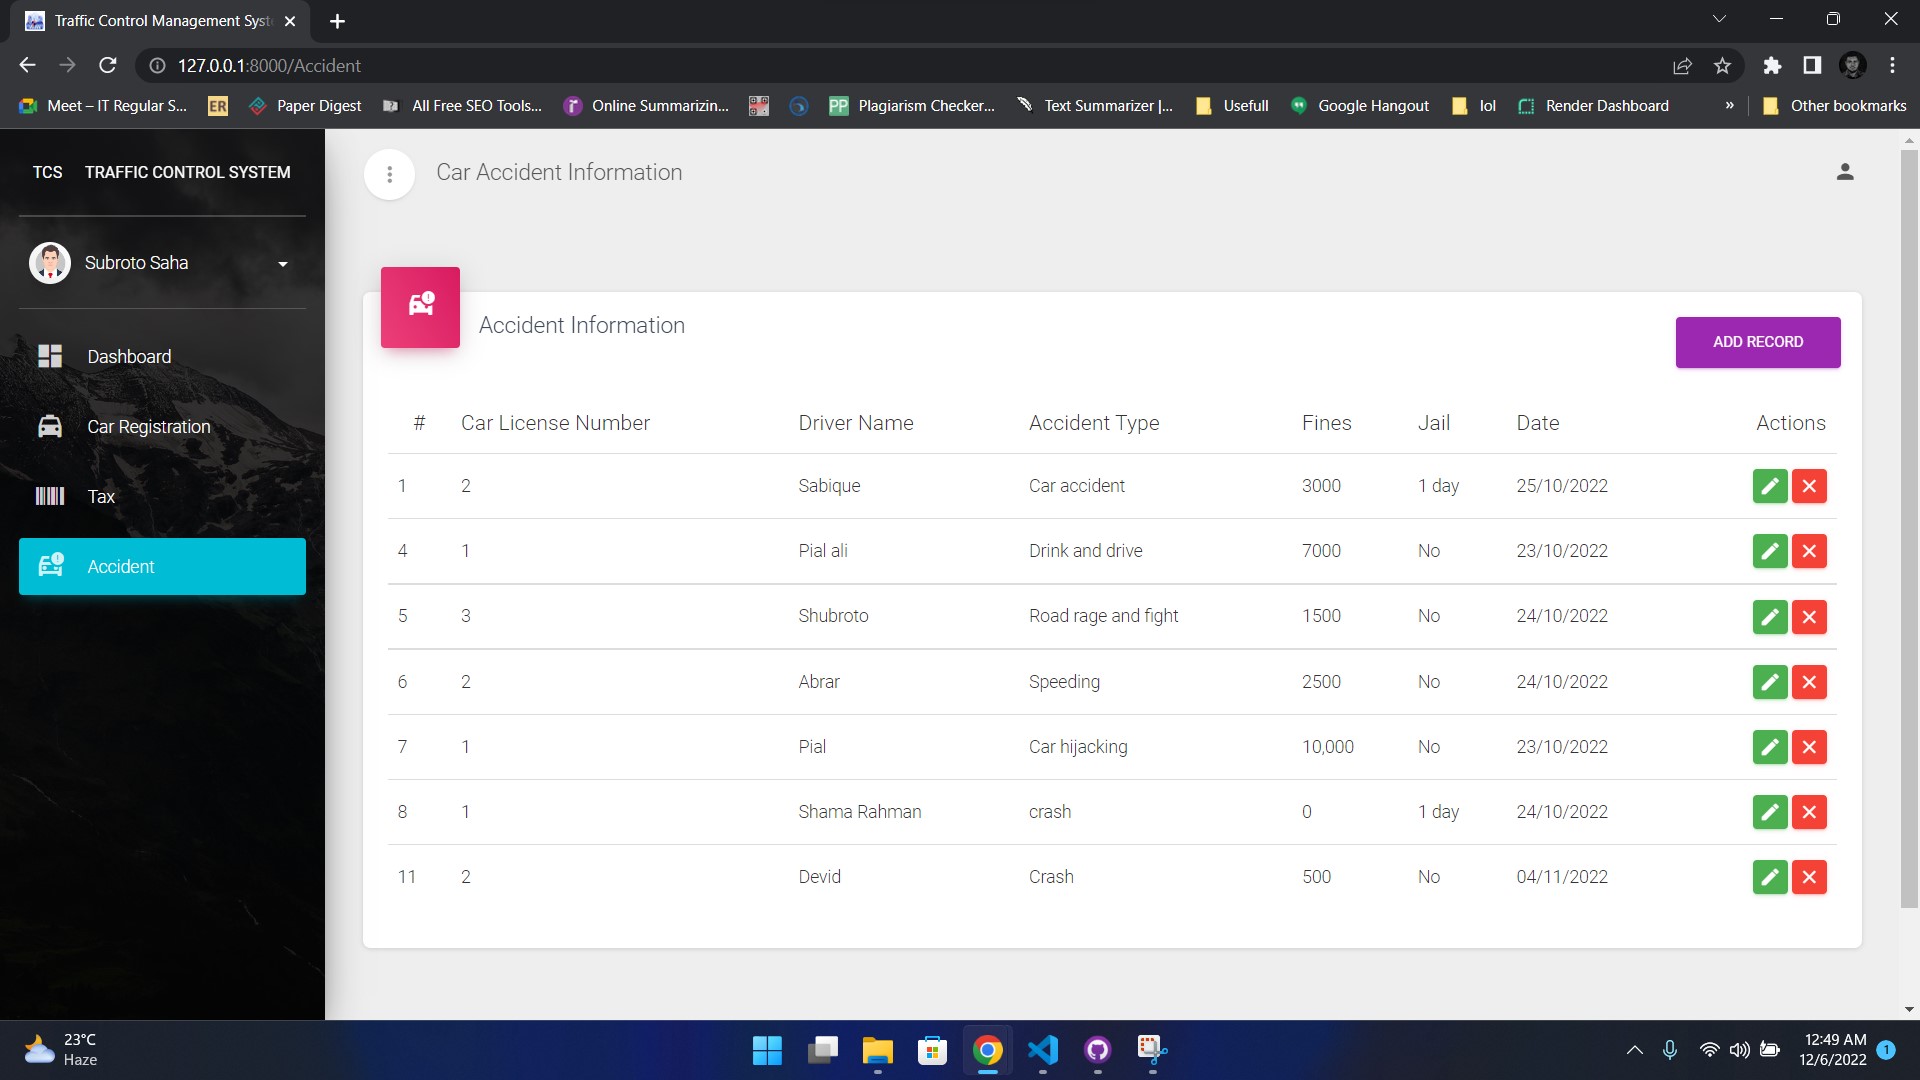 Traffic Control Management Syst
127.0.0.1:8000/Accident
Meet – IT Regular S... ER Paper Digest All Free SEO Tools... Online Summarizin... PP Plagiarism Checker... Text Summarizer |... Usefull Google Hangout lol Render Dashboard » Other bookmarks
TCS TRAFFIC CONTROL SYSTEM
Subroto Saha
Dashboard
Car Registration
Tax
Accident
Car Accident Information
Accident Information
ADD RECORD
# Car License Number Driver Name Accident Type Fines Jail Date Actions
1 2 Sabique Car accident 3000 1 day 25/10/2022
4 1 Pial ali Drink and drive 7000 No 23/10/2022
5 3 Shubroto Road rage and fight 1500 No 24/10/2022
6 2 Abrar Speeding 2500 No 24/10/2022
7 1 Pial Car hijacking 10,000 No 23/10/2022
8 1 Shama Rahman crash 0 1 day 24/10/2022
11 2 Devid Crash 500 No 04/11/2022
23°C
Haze
12:49 AM
12/6/2022
1